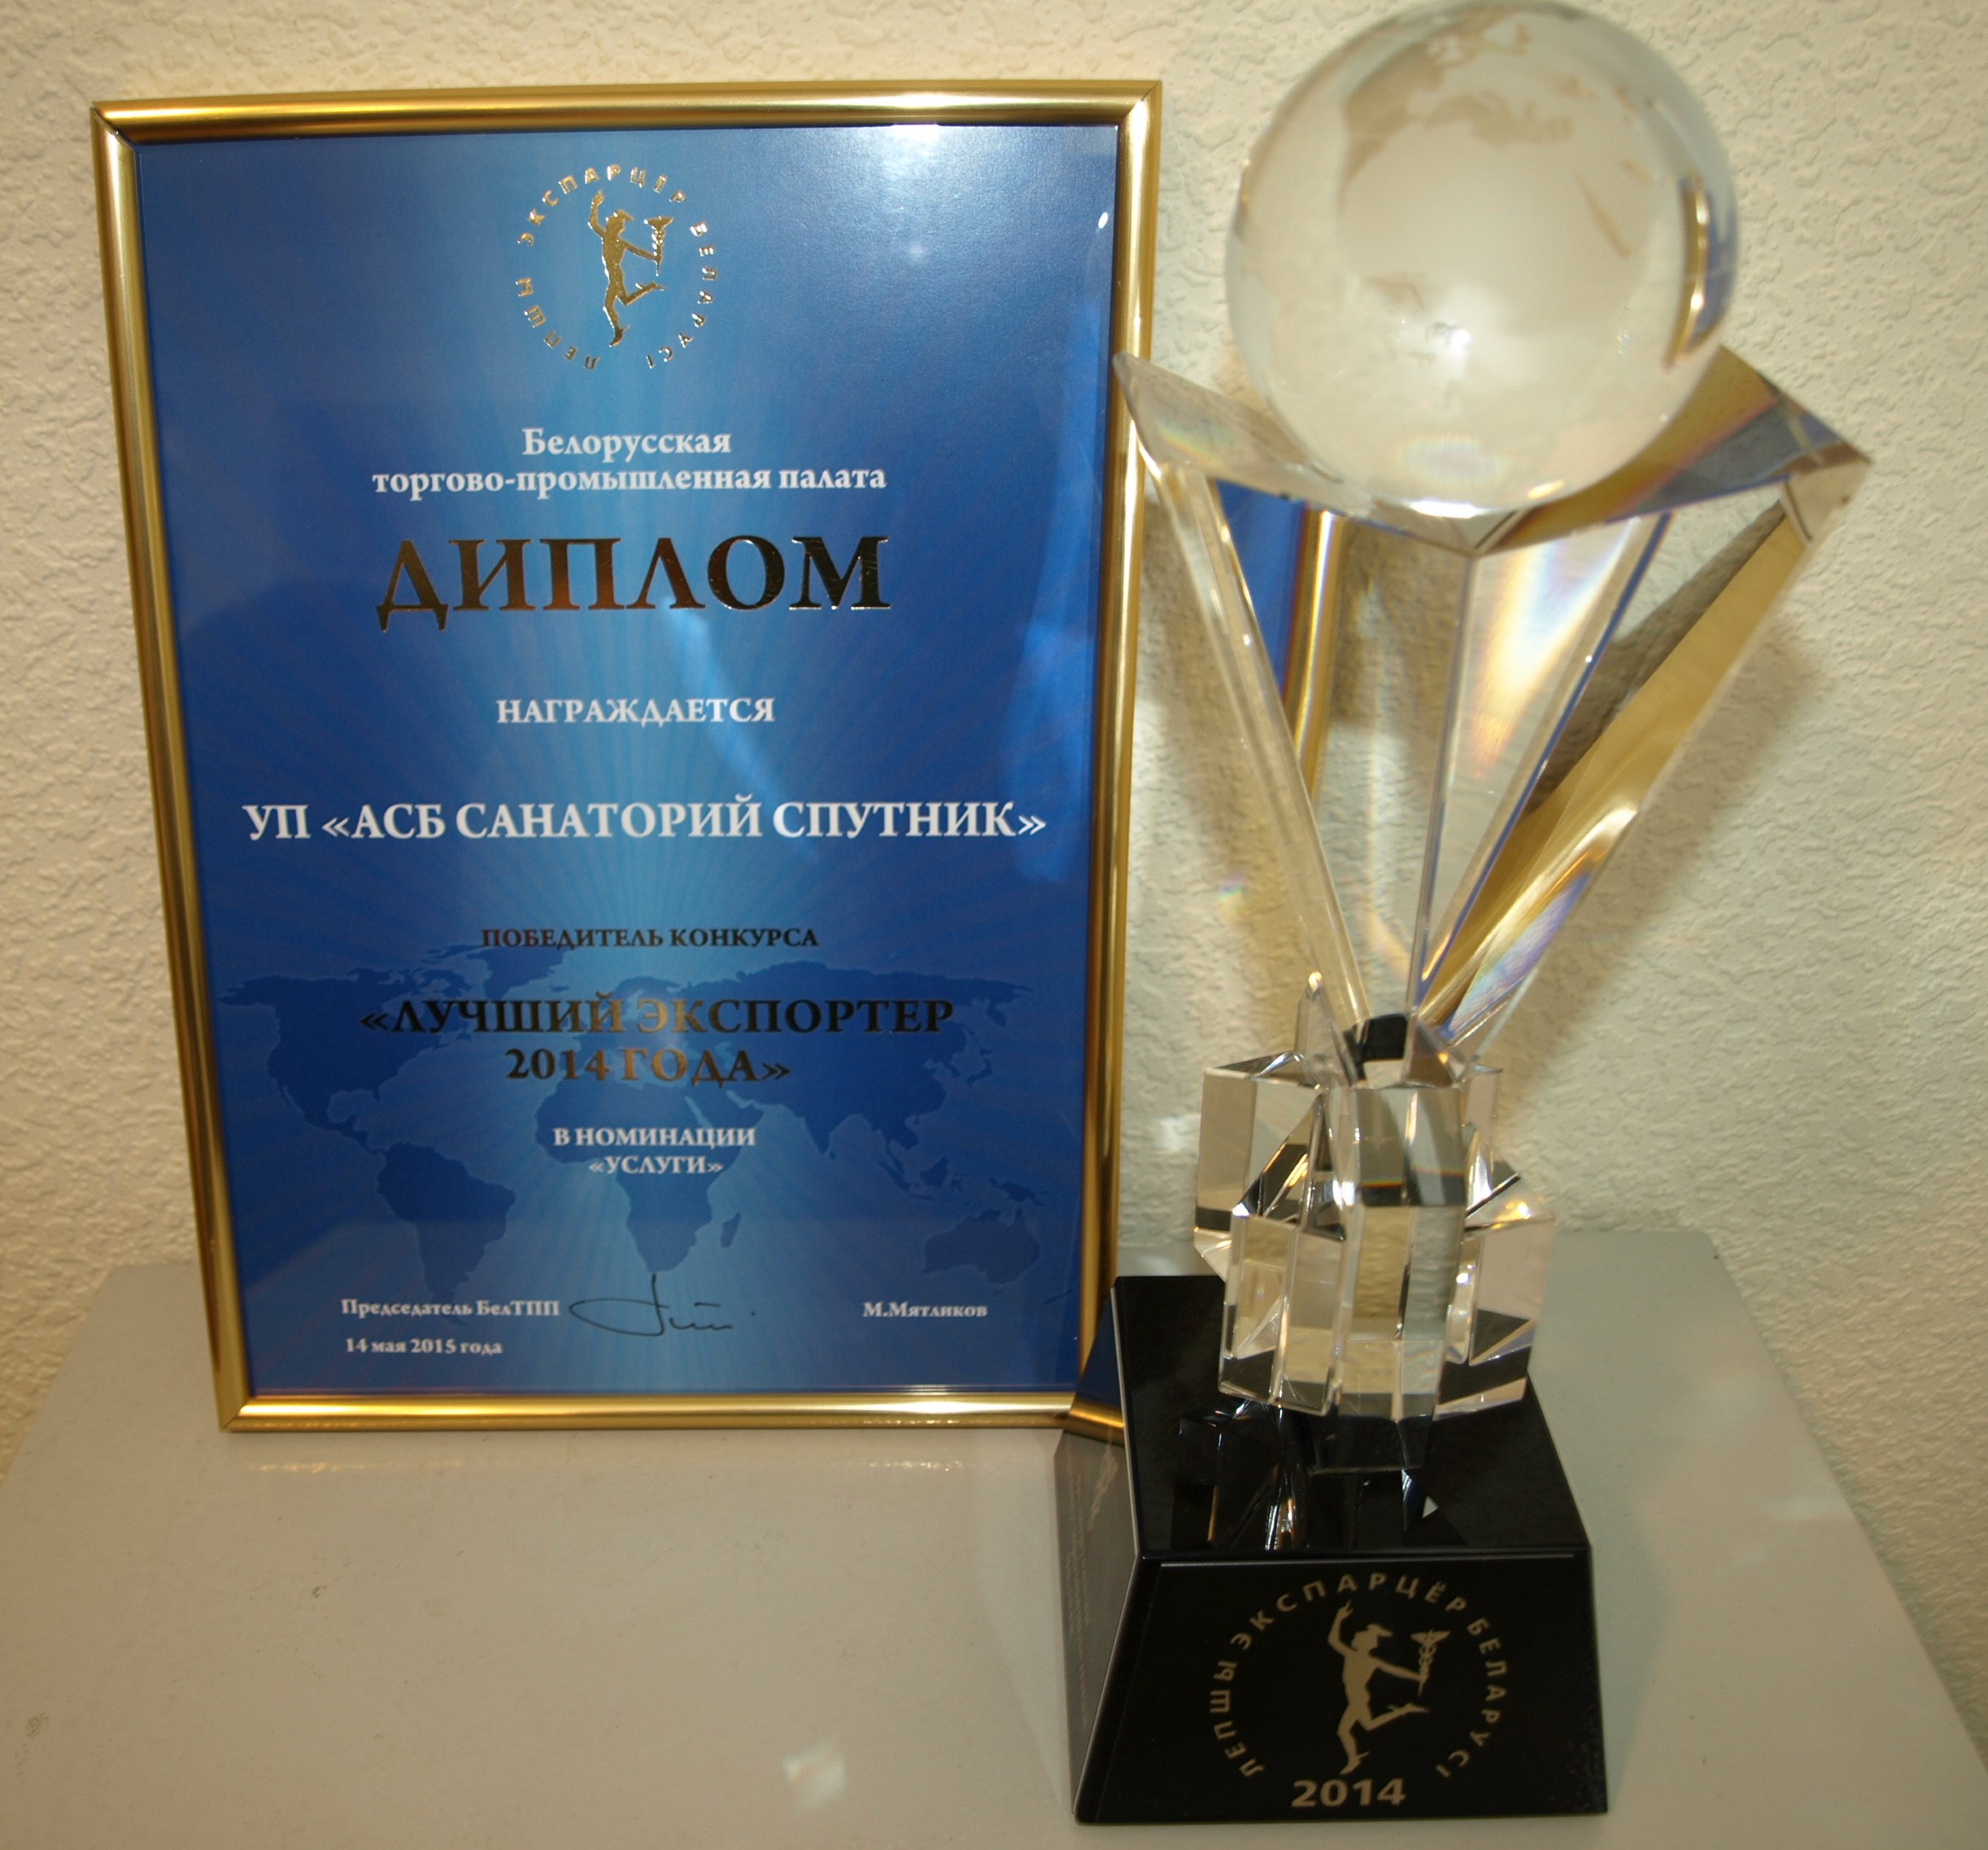 ЛЕПШЫ ЭКСПАРЦЁР БЕЛАРУСІ
Белорусская
торгово-промышленная палата
ДИПЛОМ
НАГРАЖДАЕТСЯ
УП «АСБ САНАТОРИЙ СПУТНИК»
ПОБЕДИТЕЛЬ КОНКУРСА
«ЛУЧШИЙ ЭКСПОРТЕР
2014 ГОДА»
В НОМИНАЦИИ
«УСЛУГИ»
Председатель БелТПП
М.Мятликов
14 мая 2015 года
ЛЕПШЫ ЭКСПАРЦЁР БЕЛАРУСІ
2014